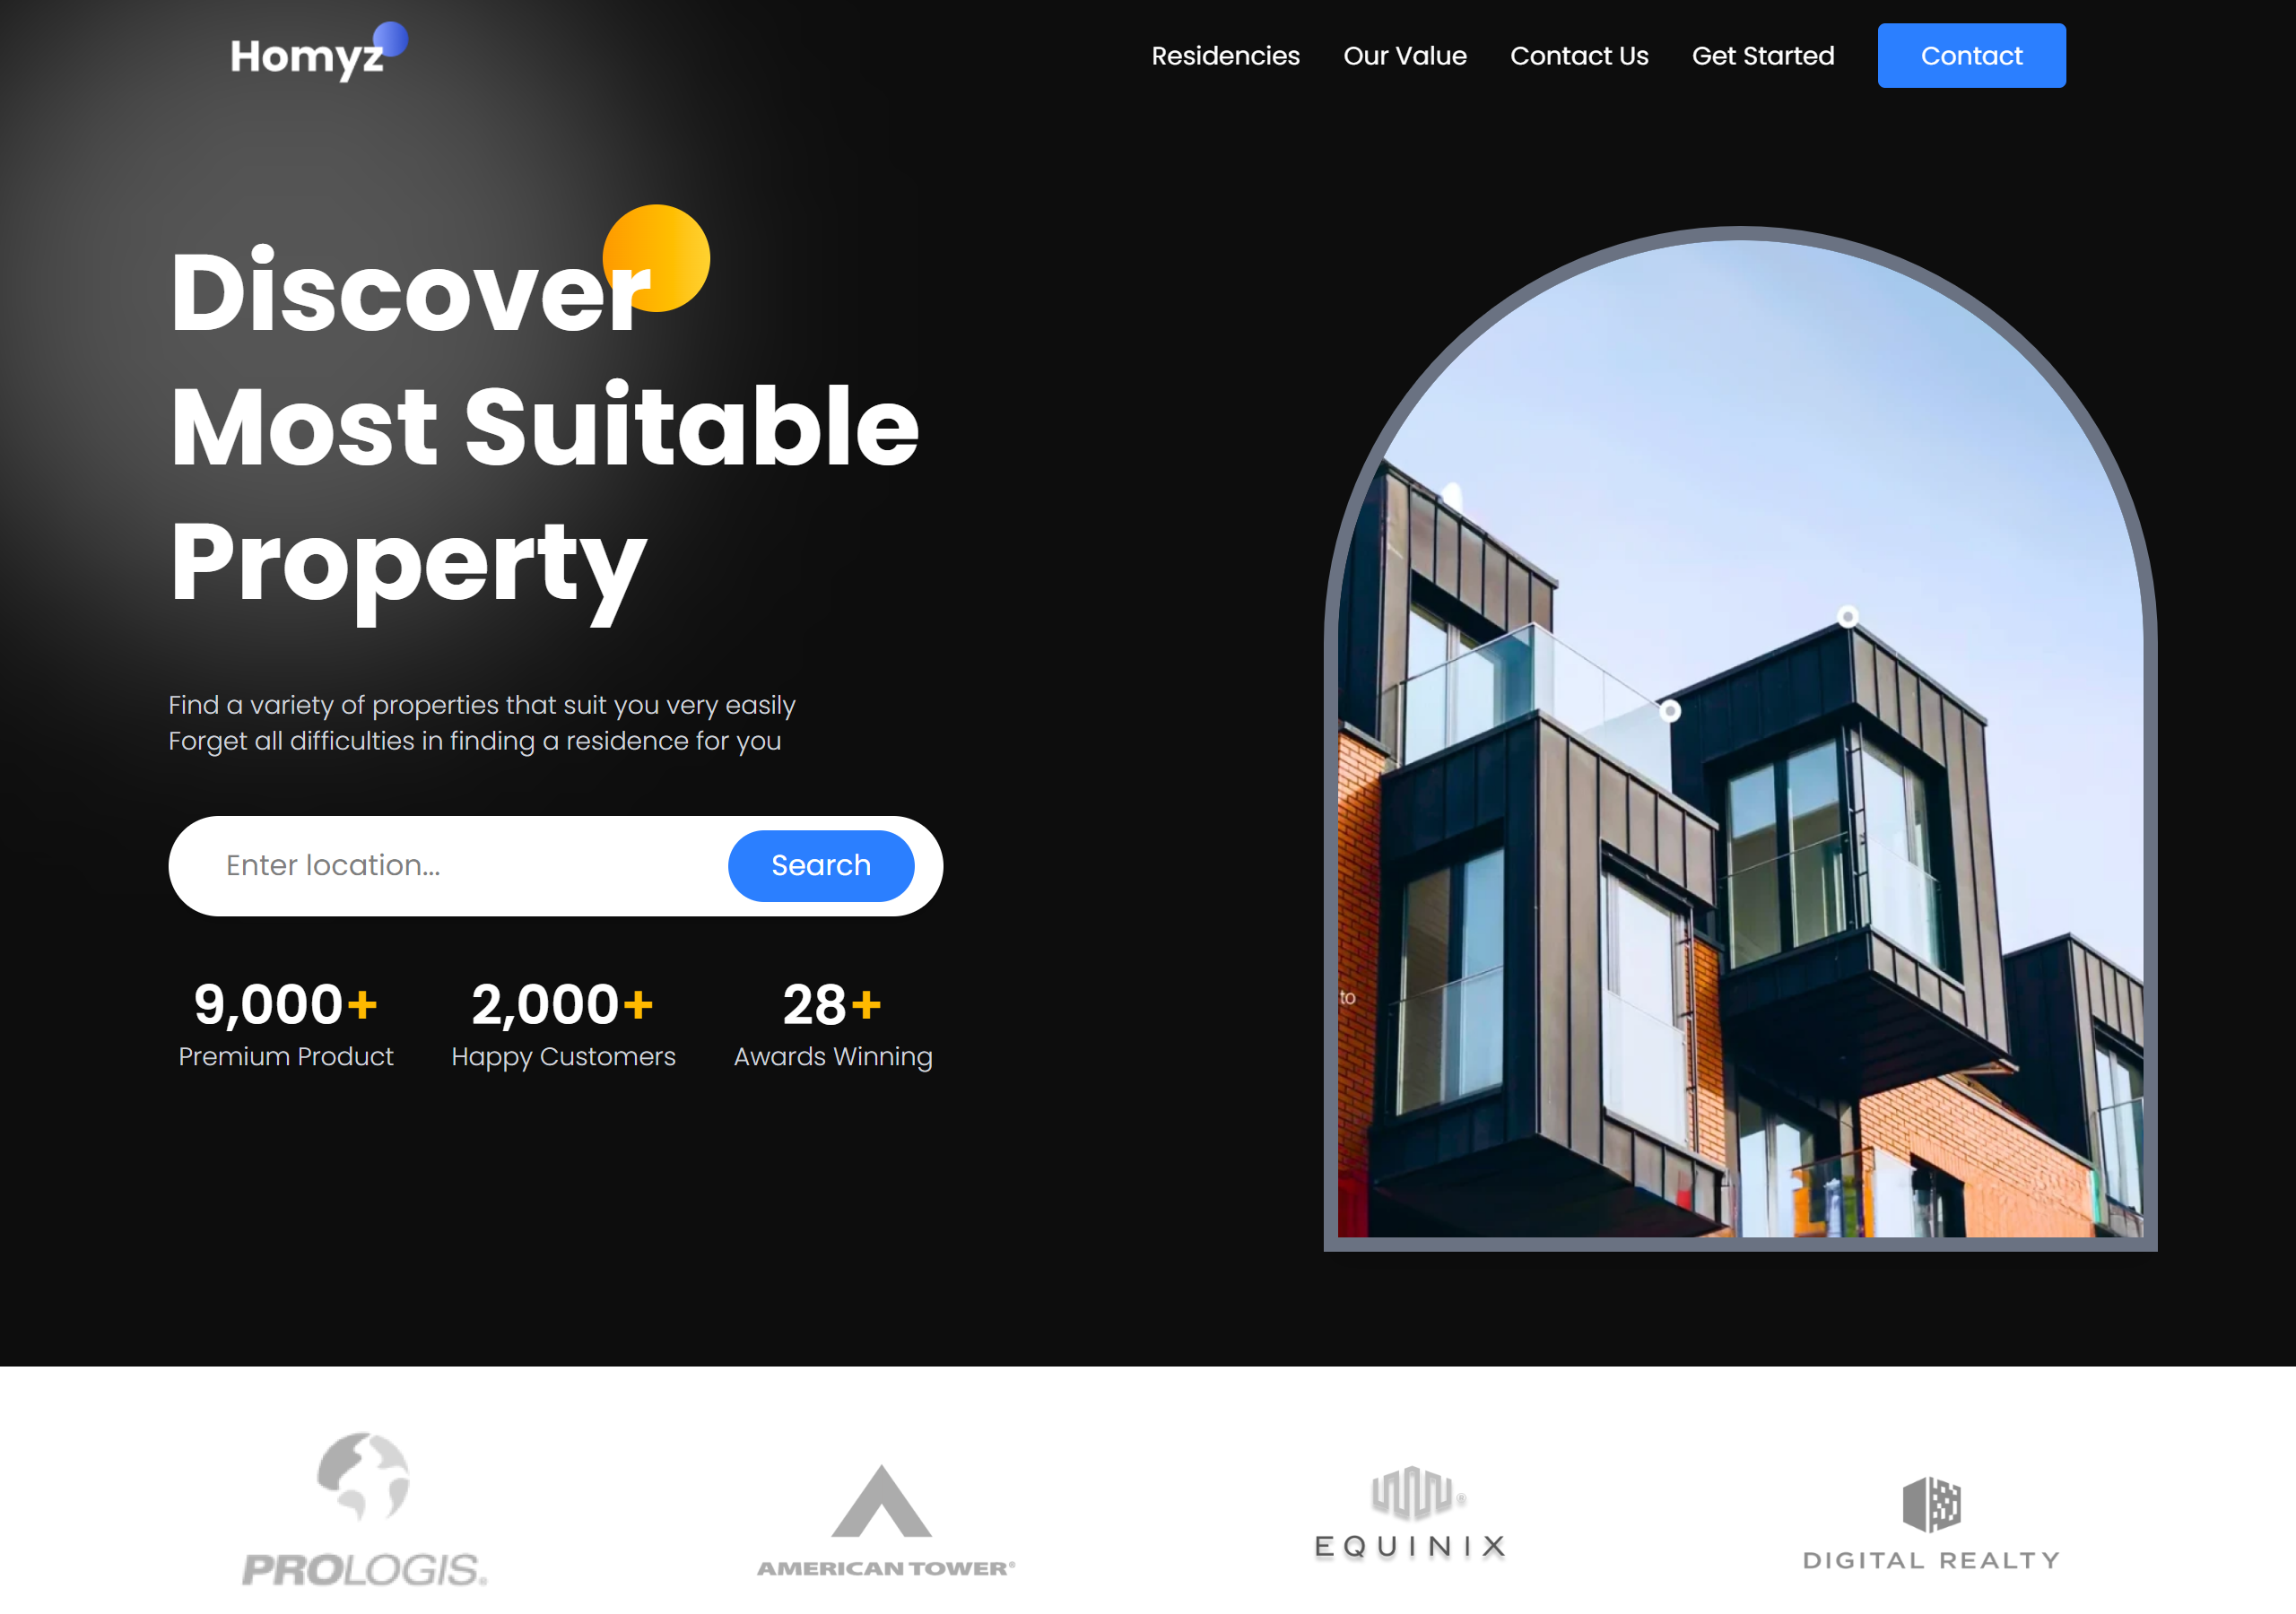 Homyz
Residencies
Our Value
Contact Us
Get Started
Contact
Discover
Most Suitable
Property
Find a variety of properties that suit you very easily
Forget all difficulties in finding a residence for you
Enter location...
Search
9,000+
Premium Product
2,000+
Happy Customers
28+
Awards Winning
to
PROLOGIS®
AMERICAN TOWER®
EQUINIX®
DIGITAL REALTY